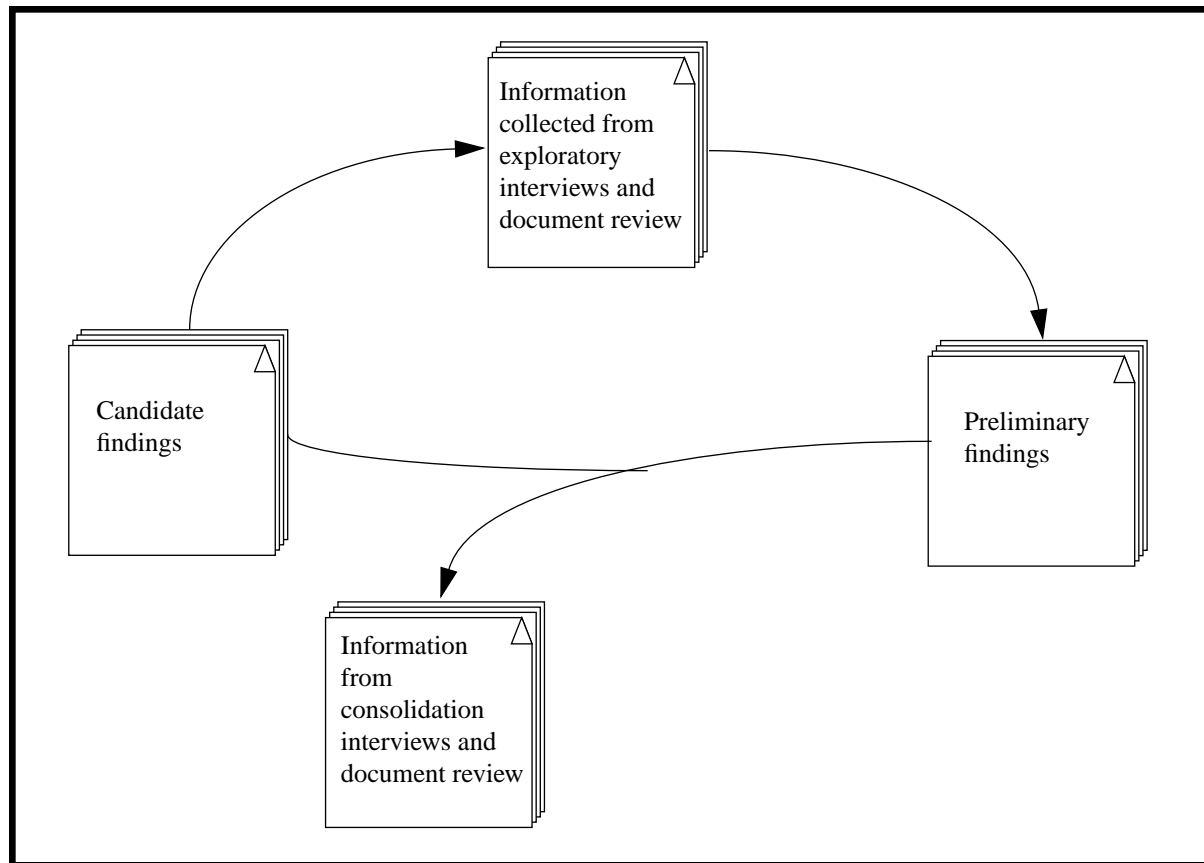 Information
collected from
exploratory
interviews and
document review
Candidate
findings
Preliminary
findings
Information
from
consolidation
interviews and
document review